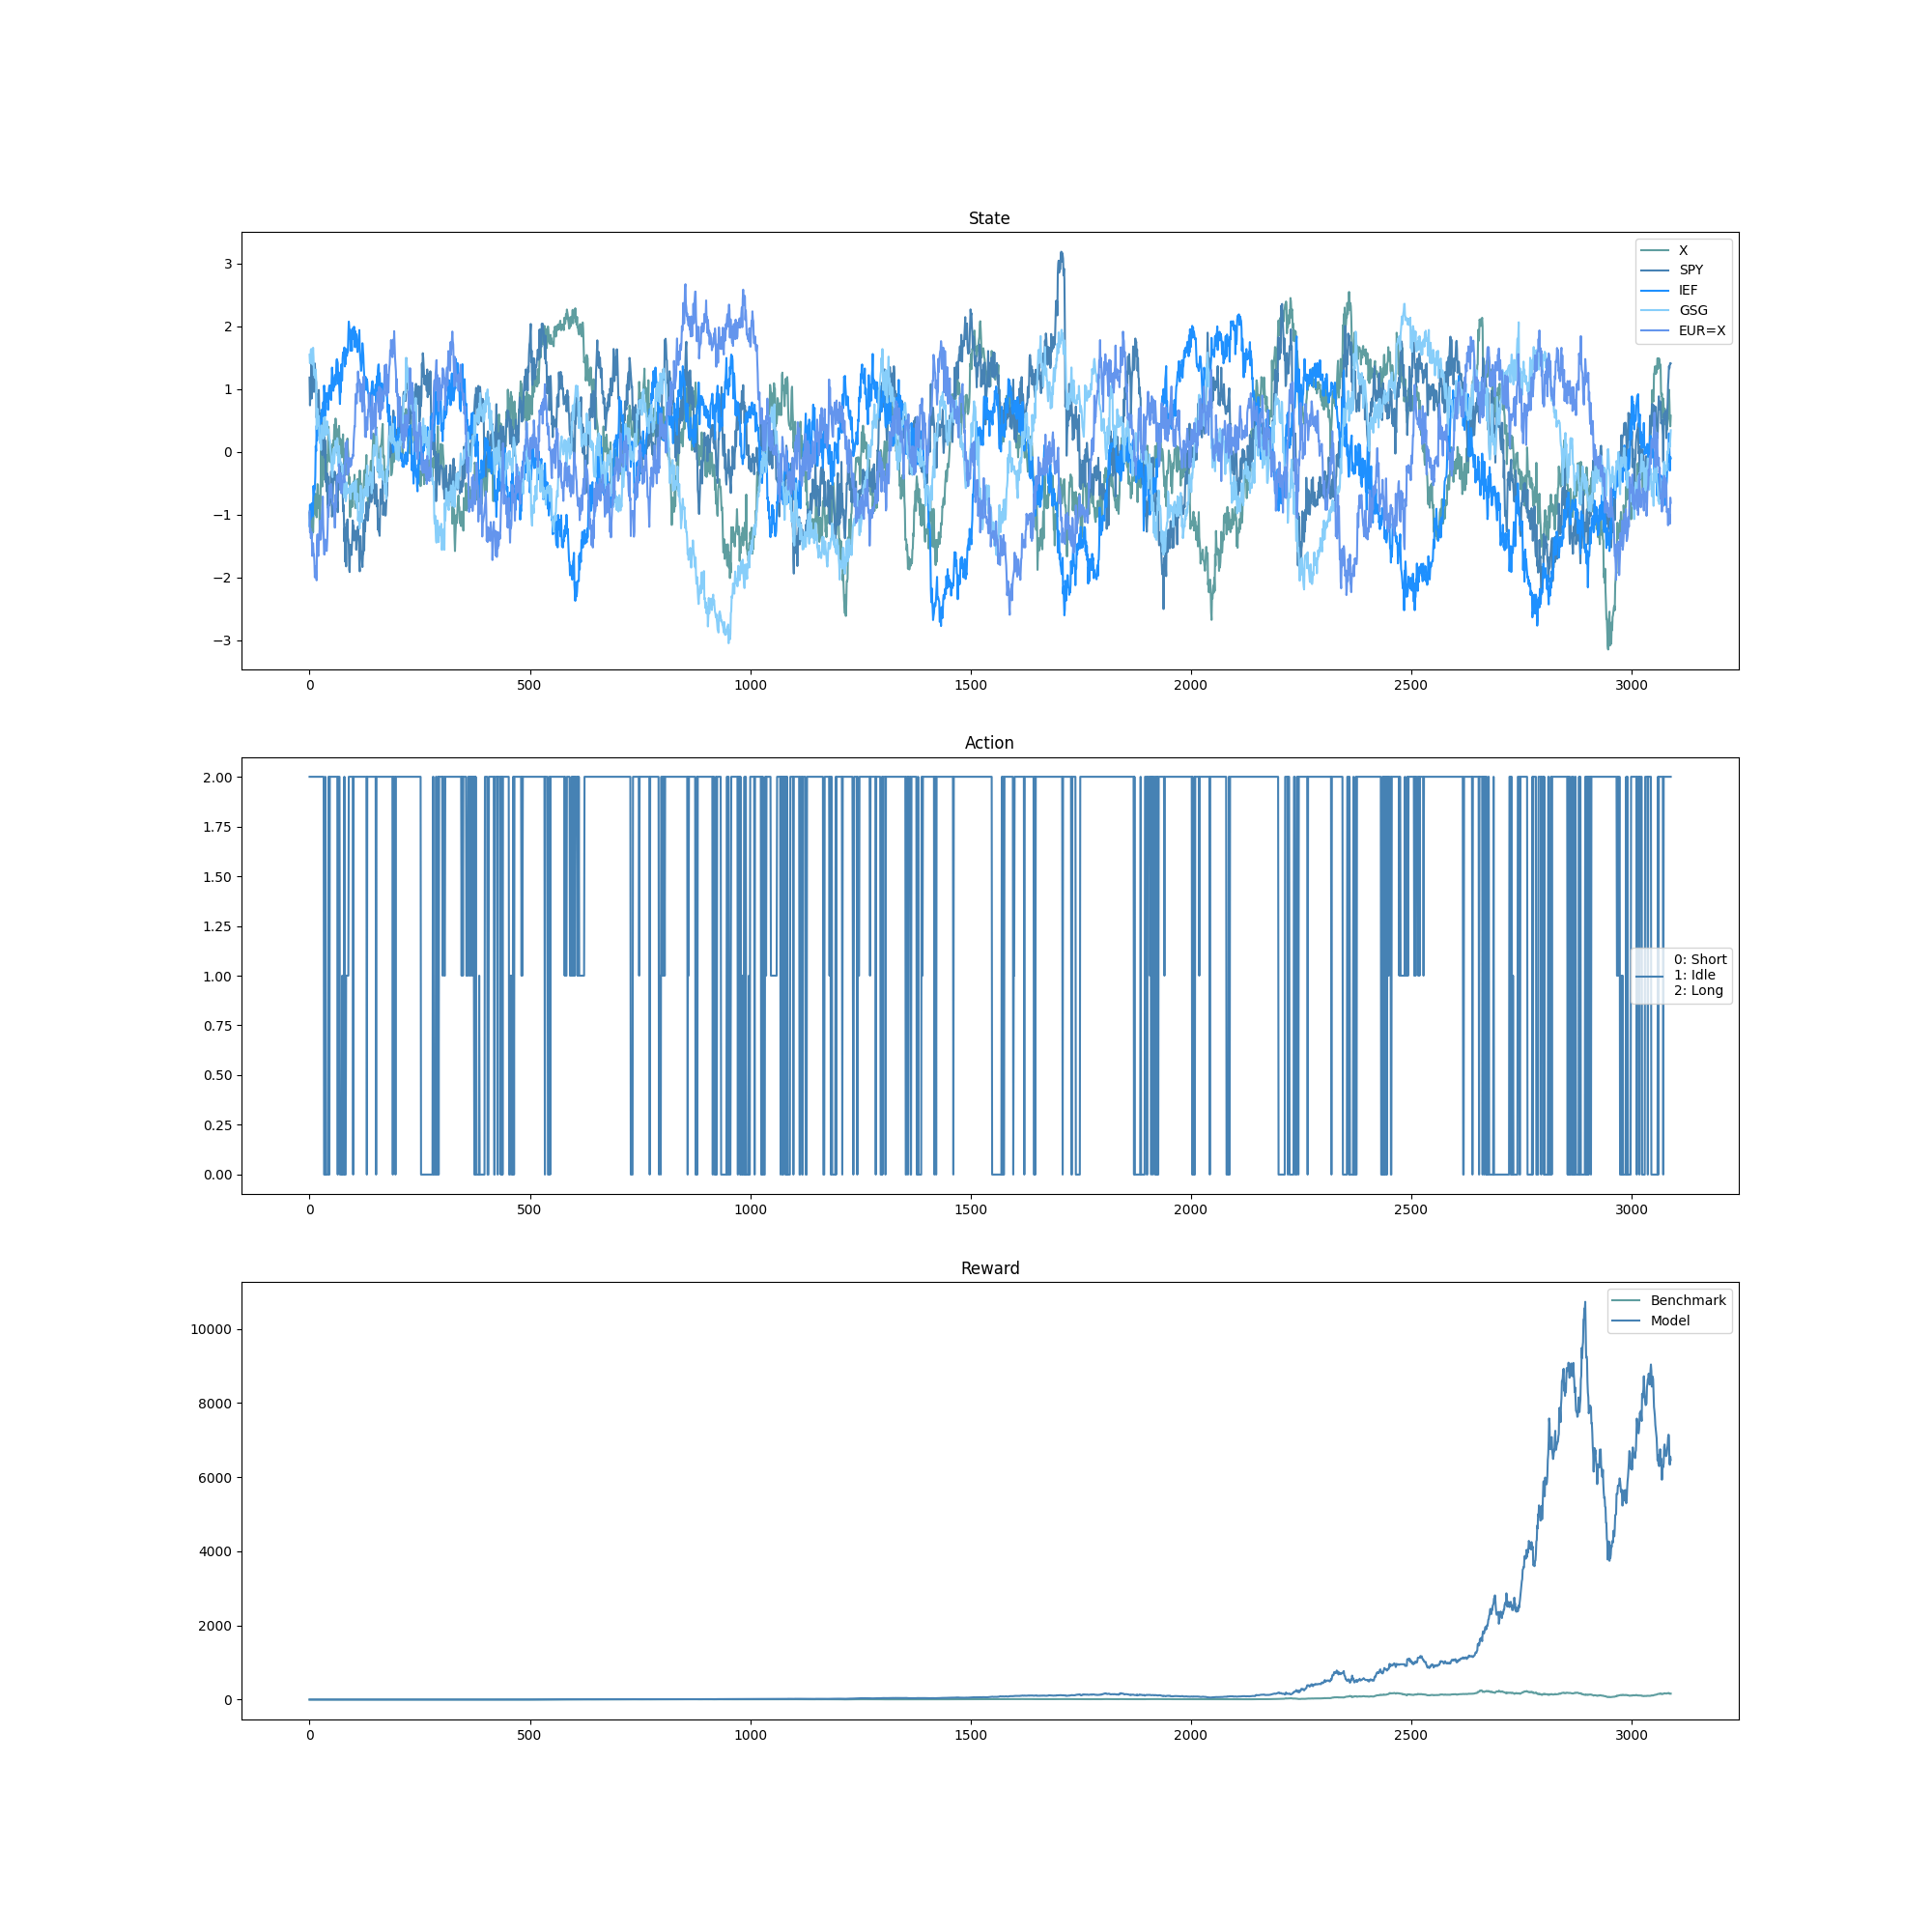 State
3
2
1
0
−1
−2
−3
X
SPY
IEF
GSG
EUR=X
0 500 1000 1500 2000 2500 3000
Action
2.00
1.75
1.50
1.25
1.00
0.75
0.50
0.25
0.00
0: Short
1: Idle
2: Long
0 500 1000 1500 2000 2500 3000
Reward
10000
8000
6000
4000
2000
0
Benchmark
Model
0 500 1000 1500 2000 2500 3000